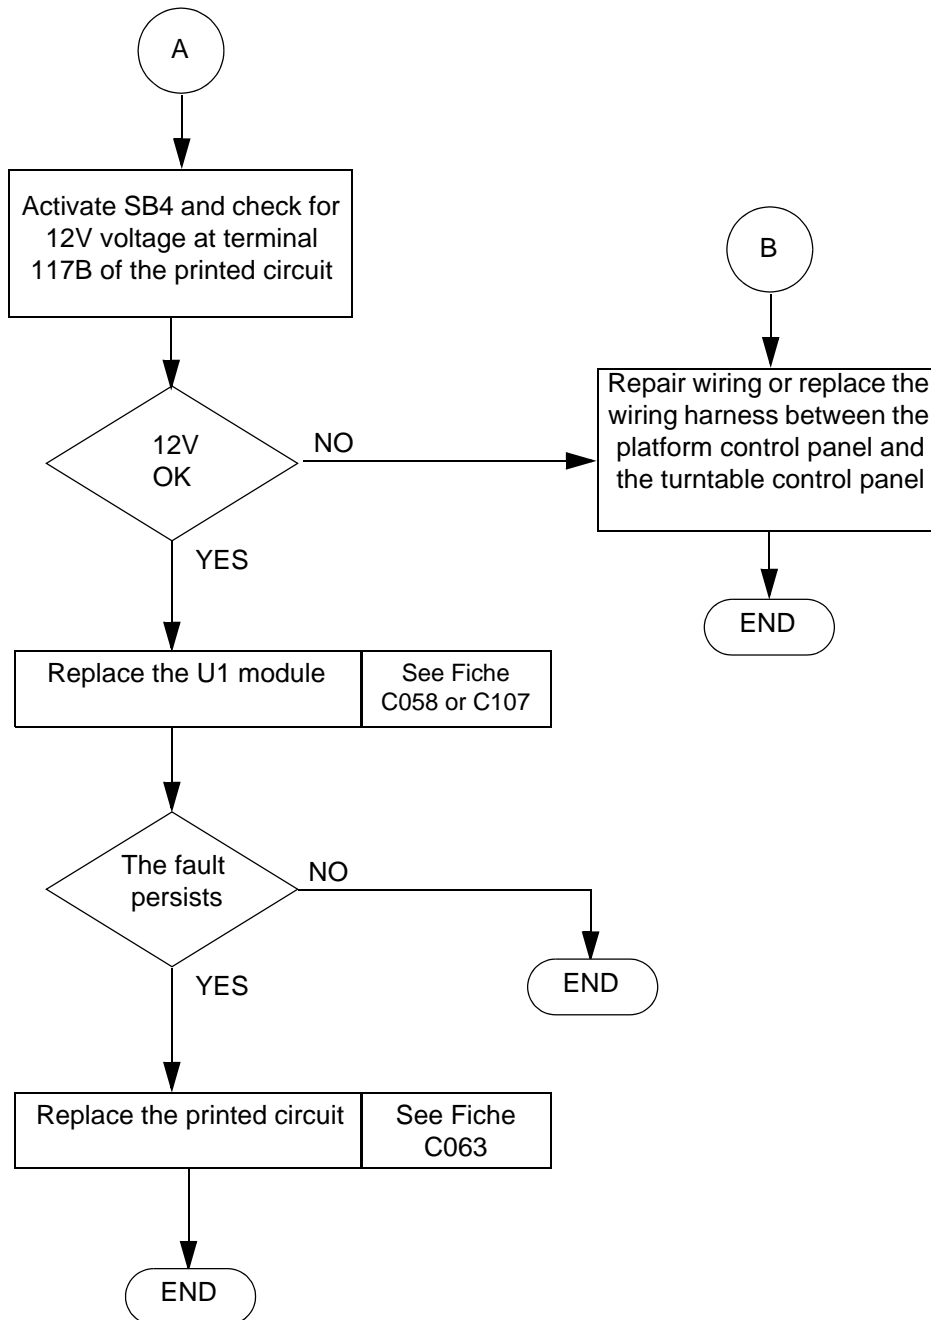 A
Activate SB4 and check for
12V voltage at terminal
117B of the printed circuit
B
Repair wiring or replace the
wiring harness between the
platform control panel and
the turntable control panel
12V
OK
NO
YES
END
Replace the U1 module
See Fiche
C058 or C107
The fault
persists
NO
YES
END
Replace the printed circuit
See Fiche
C063
END